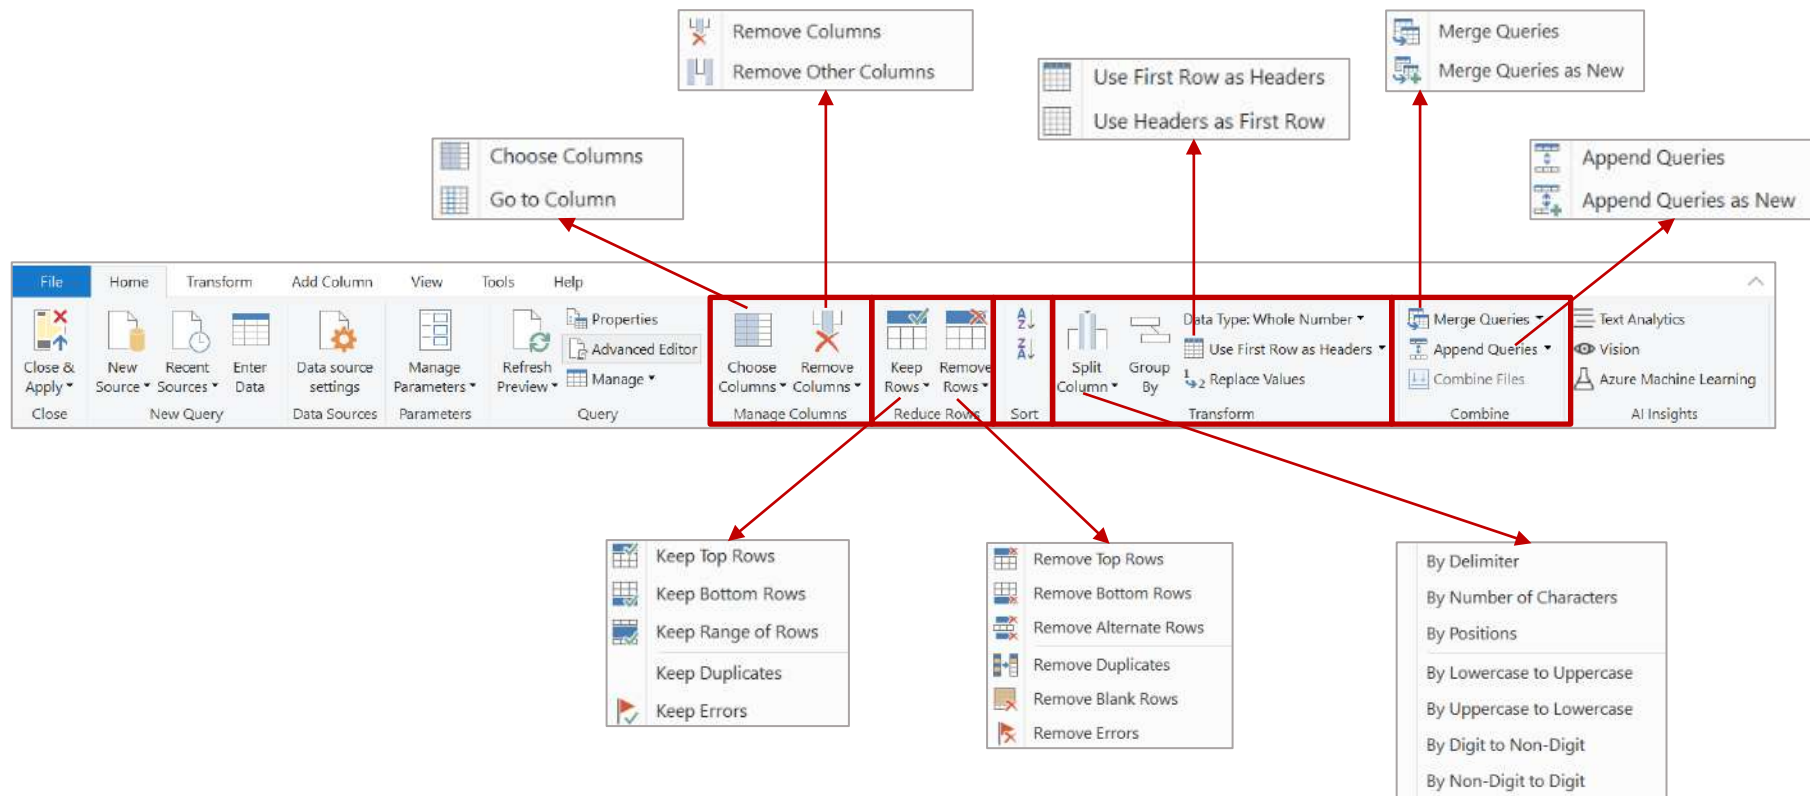 Remove Columns
Remove Other Columns
Merge Queries
Merge Queries as New
Use First Row as Headers
Use Headers as First Row
Choose Columns
Go to Column
Append Queries
Append Queries as New
File Home Transform Add Column View Tools Help
Close & Apply
Close
New Source
Recent Sources
Enter Data
New Query
Data source settings
Data Sources
Manage Parameters
Parameters
Refresh Preview
Properties
Advanced Editor
Manage
Query
Choose Columns
Remove Columns
Manage Columns
Keep Rows
Remove Rows
Reduce Rows
A
Z
Z
A
Sort
Split Column
Group By
Data Type: Whole Number
Use First Row as Headers
1
2 Replace Values
Transform
Merge Queries
Append Queries
Combine Files
Combine
Text Analytics
Vision
Azure Machine Learning
AI Insights
Keep Top Rows
Keep Bottom Rows
Keep Range of Rows
Keep Duplicates
Keep Errors
Remove Top Rows
Remove Bottom Rows
Remove Alternate Rows
Remove Duplicates
Remove Blank Rows
Remove Errors
By Delimiter
By Number of Characters
By Positions
By Lowercase to Uppercase
By Uppercase to Lowercase
By Digit to Non-Digit
By Non-Digit to Digit